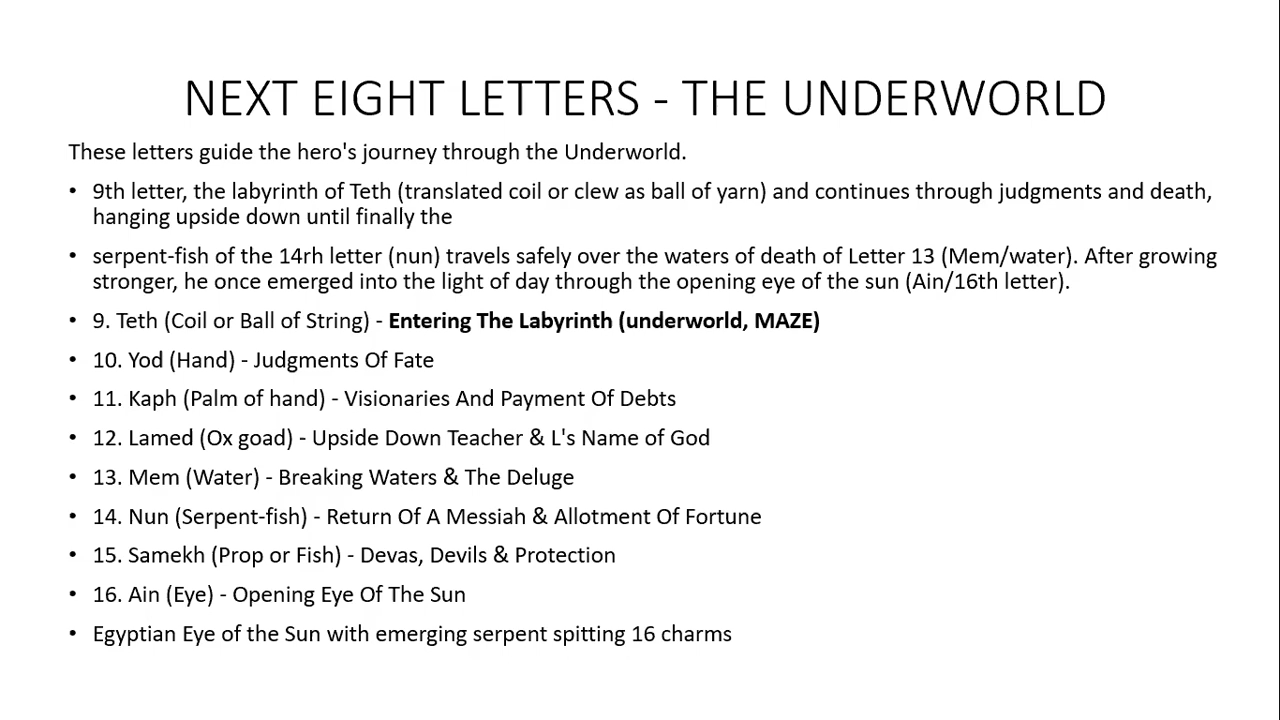 NEXT EIGHT LETTERS - THE UNDERWORLD
These letters guide the hero's journey through the Underworld.
• 9th letter, the labyrinth of Teth (translated coil or clew as ball of yarn) and continues through judgments and death,
hanging upside down until finally the
• serpent-fish of the 14rh letter (nun) travels safely over the waters of death of Letter 13 (Mem/water). After growing
stronger, he once emerged into the light of day through the opening eye of the sun (Ain/16th letter).
• 9. Teth (Coil or Ball of String) - Entering The Labyrinth (underworld, MAZE)
• 10. Yod (Hand) - Judgments Of Fate
• 11. Kaph (Palm of hand) - Visionaries And Payment Of Debts
• 12. Lamed (Ox goad) - Upside Down Teacher & L's Name of God
• 13. Mem (Water) - Breaking Waters & The Deluge
• 14. Nun (Serpent-fish) - Return Of A Messiah & Allotment Of Fortune
• 15. Samekh (Prop or Fish) - Devas, Devils & Protection
• 16. Ain (Eye) - Opening Eye Of The Sun
• Egyptian Eye of the Sun with emerging serpent spitting 16 charms